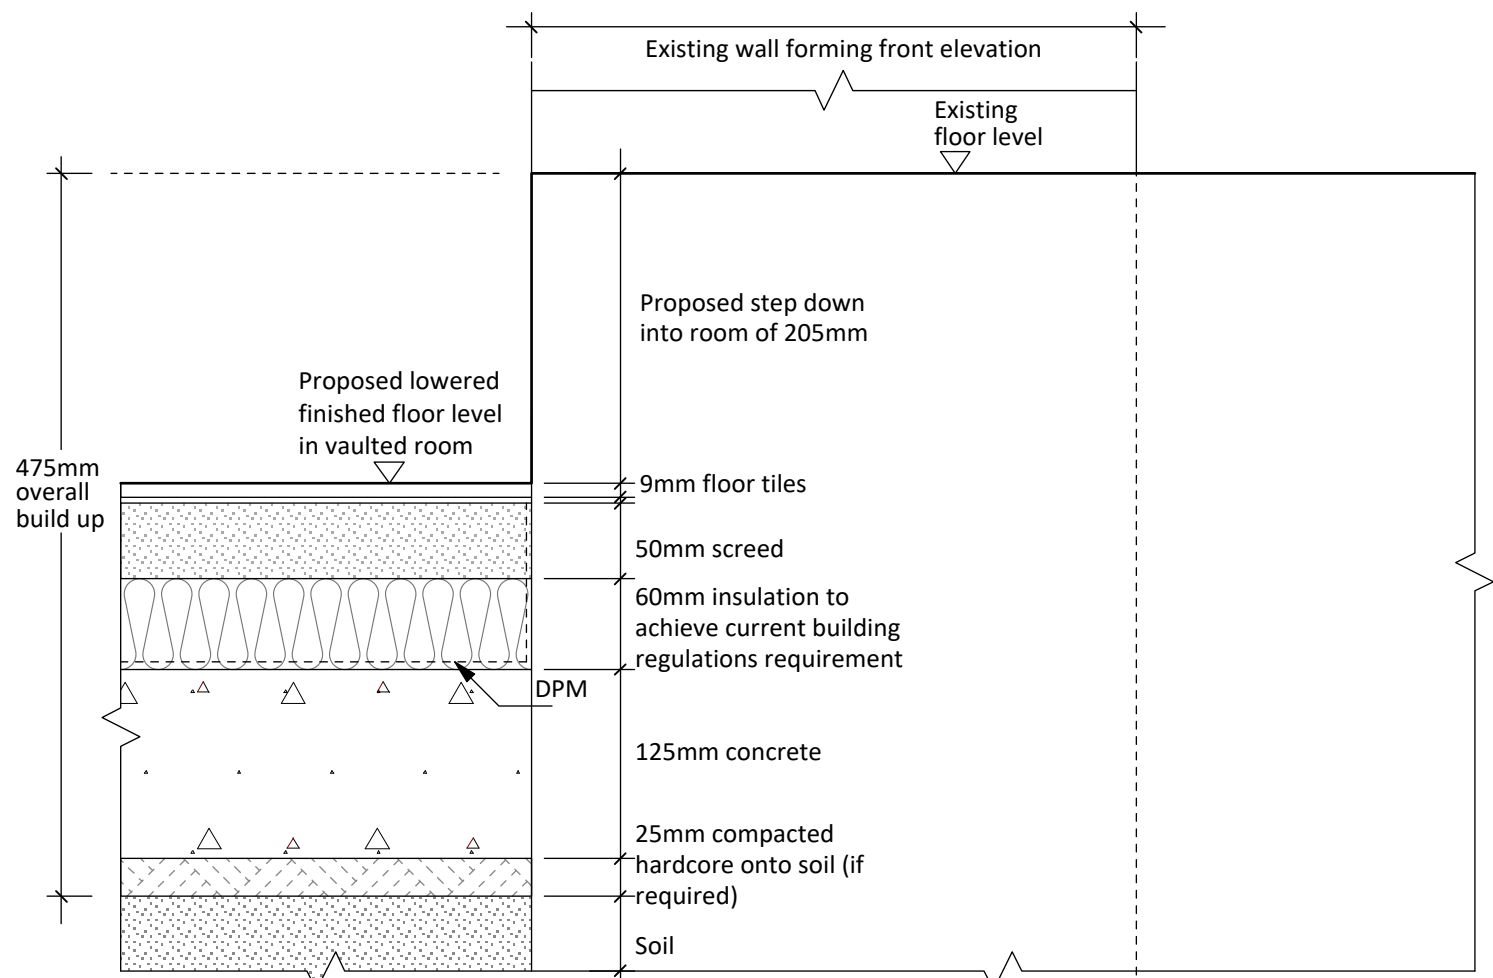 Existing wall forming front elevation
Existing
floor level
Proposed step down
into room of 205mm
Proposed lowered
finished floor level
in vaulted room
475mm
overall
build up
9mm floor tiles
50mm screed
60mm insulation to
achieve current building
regulations requirement
DPM
125mm concrete
25mm compacted
hardcore onto soil (if
required)
Soil